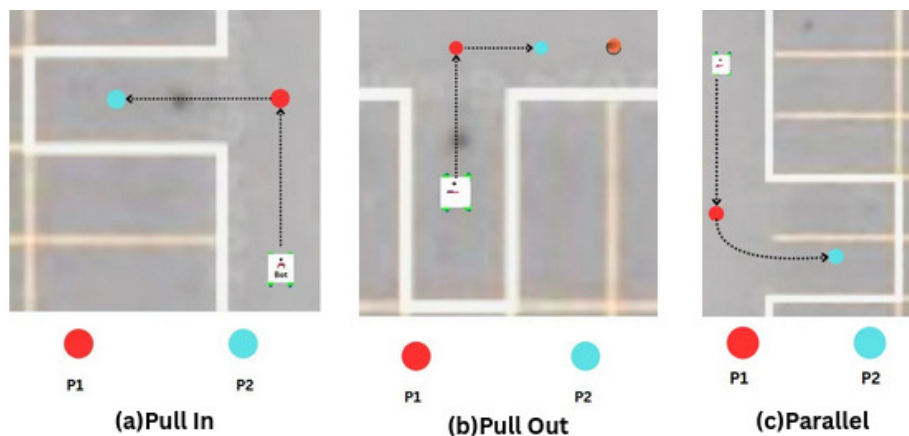 Bot
P1 P2
(a)Pull In
P1 P2
(b)Pull Out
P1 P2
(c)Parallel